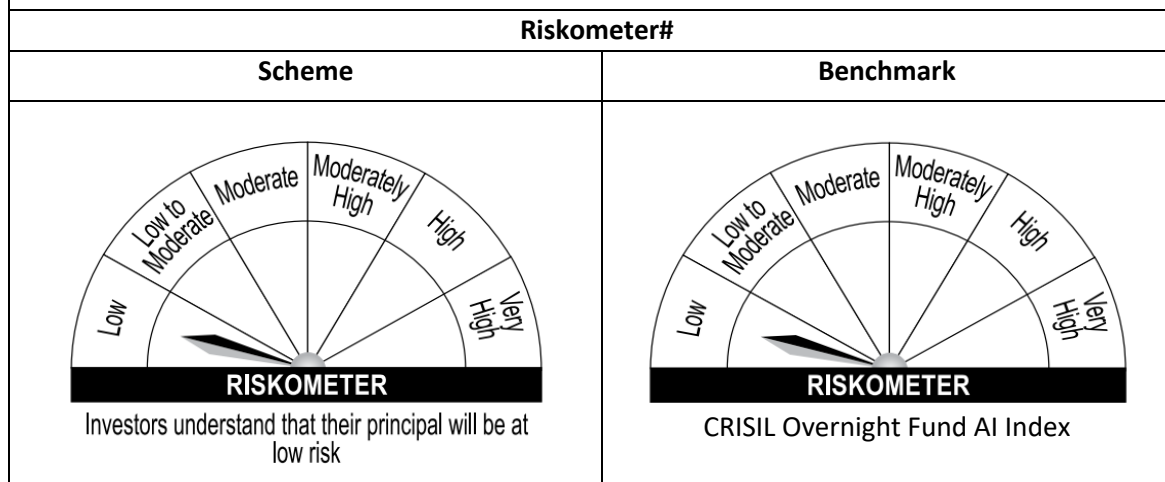 Riskometer#
Scheme
Benchmark
Low
Low to
Moderate
Moderate
Moderately
High
High
Very
High
RISKOMETER
Investors understand that their principal will be at
low risk
Low
Low to
Moderate
Moderate
Moderately
High
High
Very
High
RISKOMETER
CRISIL Overnight Fund AI Index